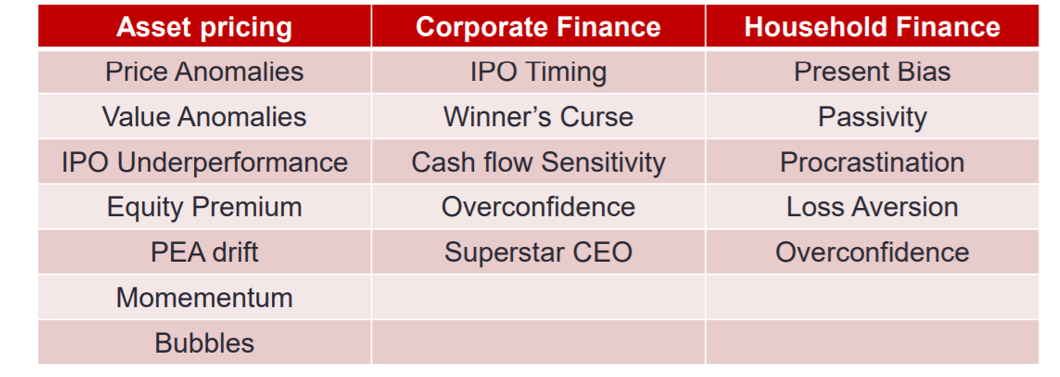 Asset pricing Corporate Finance Household Finance
Price Anomalies IPO Timing Present Bias
Value Anomalies Winner’s Curse Passivity
IPO Underperformance Cash flow Sensitivity Procrastination
Equity Premium Overconfidence Loss Aversion
PEA drift Superstar CEO Overconfidence
Momementum
Bubbles